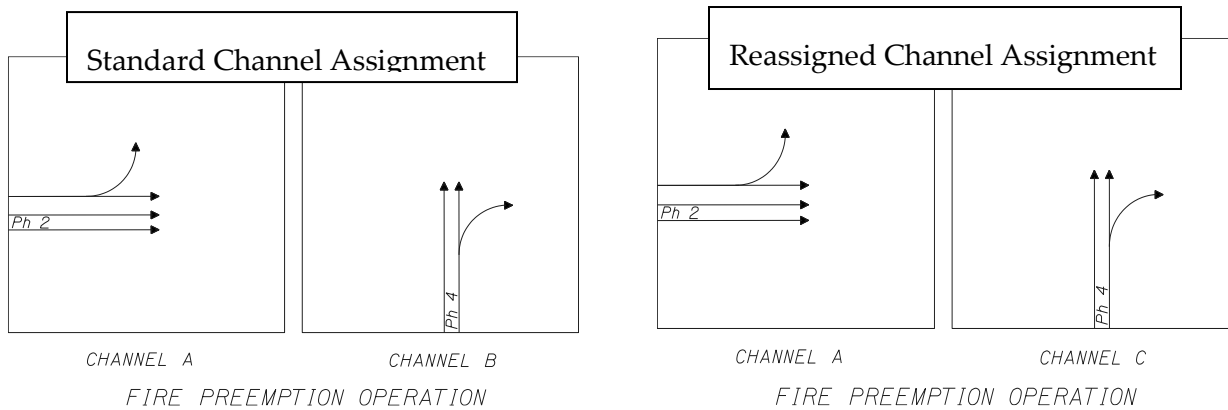 Standard Channel Assignment
Ph 2
Ph 4
CHANNEL A
CHANNEL B
FIRE PREEMPTION OPERATION
Reassigned Channel Assignment
Ph 2
Ph 4
CHANNEL A
CHANNEL C
FIRE PREEMPTION OPERATION